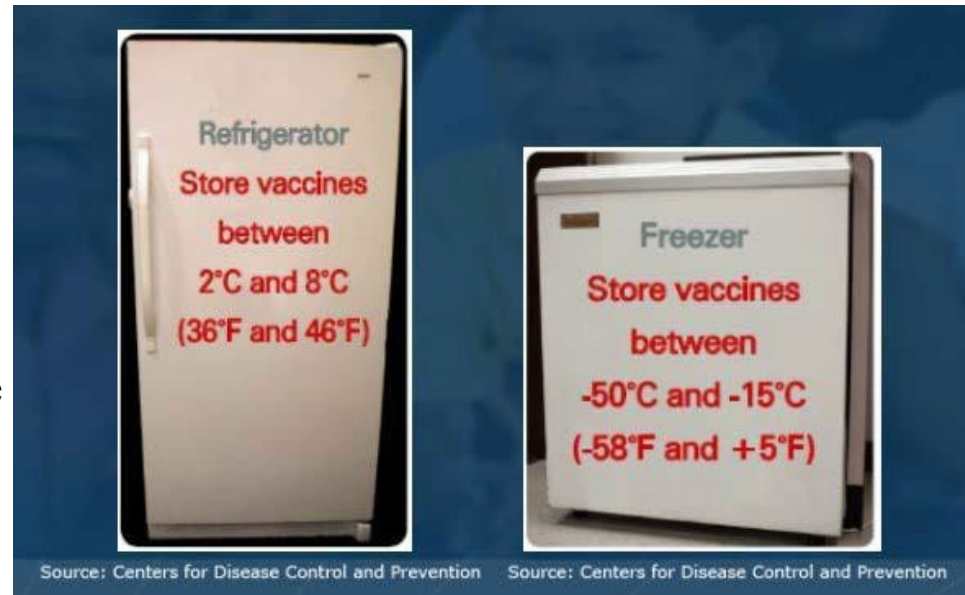 Refrigerator
Store vaccines
between
2°C and 8°C
(36°F and 46°F)
Freezer
Store vaccines
between
-50°C and -15°C
(-58°F and +5°F)
Source: Centers for Disease Control and Prevention
Source: Centers for Disease Control and Prevention